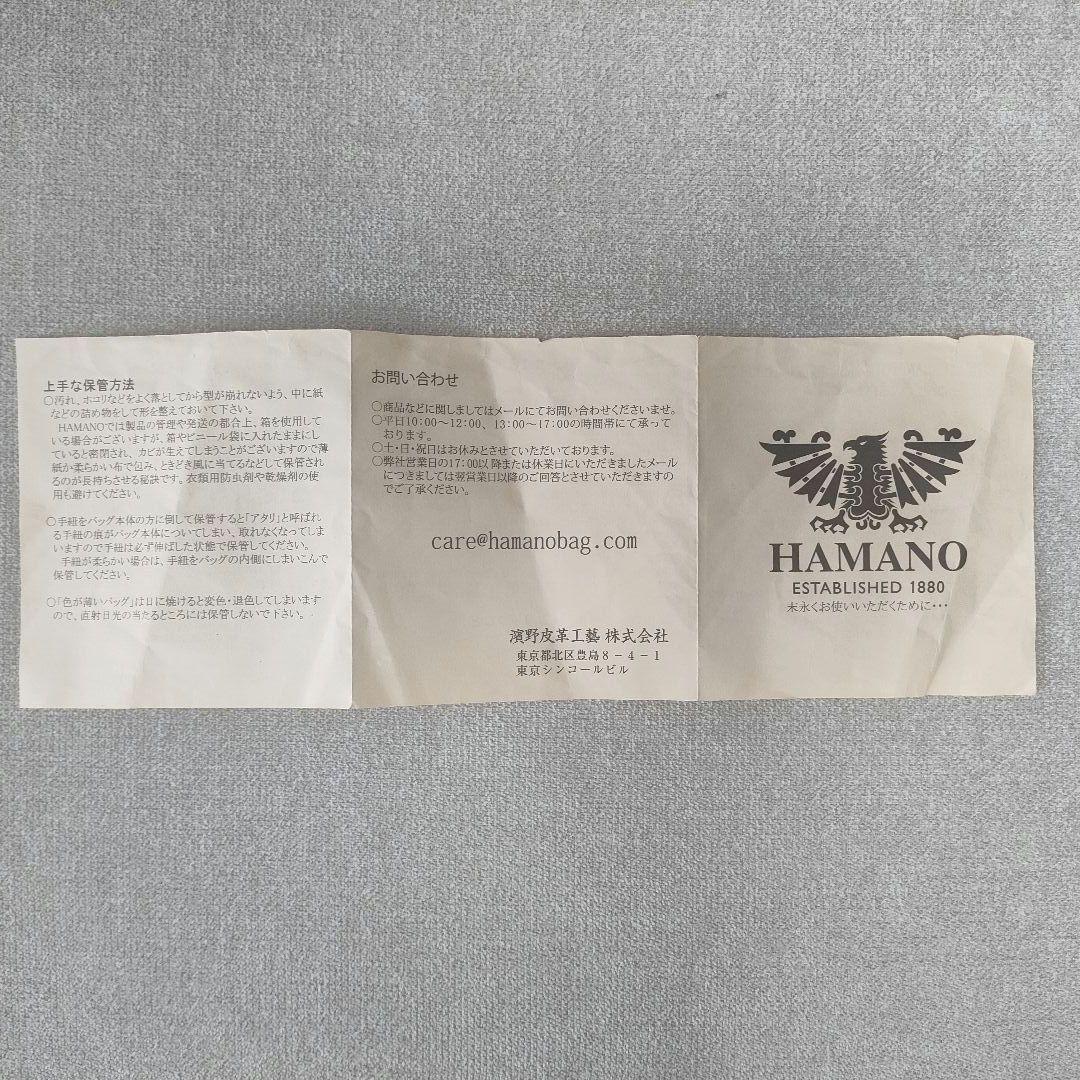 上手な保管方法
○汚れ、ホコリなどをよく落としてから型が崩れないよう、中に紙
などの詰め物をして形を整えておいて下さい。
HAMANOでは製品の管理や発送の都合上、箱を使用して
いる場合がございますが、箱やビニール袋に入れたままにし
ていると密閉され、カビが生えてしまうことがございますので薄
紙か柔らかい布で包み、ときどき風に当てるなどして保管され
るのが長持ちさせる秘訣です。衣類用防虫剤や乾燥剤の使
用も避けてください。
○手紐をバッグ本体の方に倒して保管すると「アタリ」と呼ばれ
る手紐の痕がバッグ本体についてしまい、取れなくなってしま
いますので手紐は必ず伸ばした状態で保管してください。
手紐が柔らかい場合は、手紐をバッグの内側にしまいこんで
保管してください。
○「色が薄いバッグ」は日に焼けると変色・退色してしまいます
ので、直射日光の当たるところには保管しないで下さい。
お問い合わせ
○商品などに関しましてはメールにてお問い合わせくださいませ。
○平日10:00~12:00、13:00~17:00の時間帯にて承って
おります。
○土・日・祝日はお休みとさせていただいております。
○弊社営業日の17:00以降または休業日にいただきましたメール
につきましては翌営業日以降のご回答とさせていただきますの
でご了承ください。
care@hamanobag.com
濱野皮革工藝 株式会社
東京都北区豊島8-4-1
東京シンコールビル
HAMANO
ESTABLISHED 1880
末永くお使いいただくために・・・